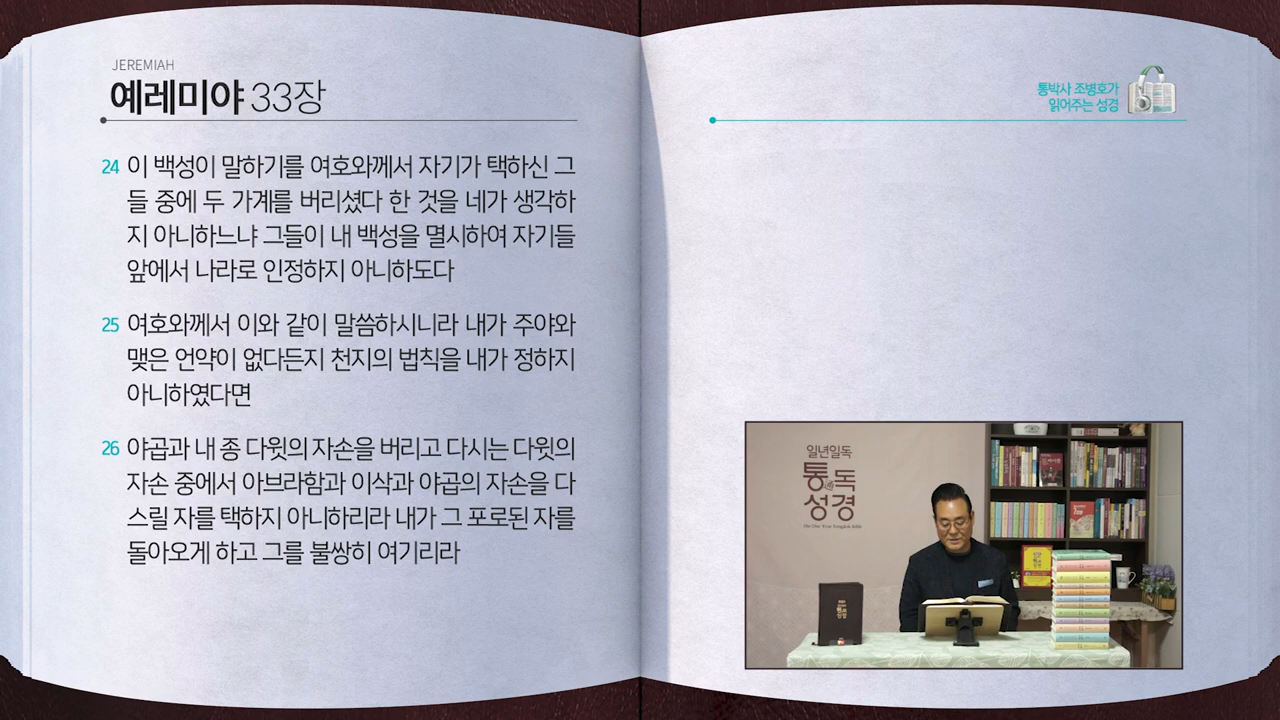 JEREMIAH
예레미야 33장
24 이 백성이 말하기를 여호와께서 자기가 택하신 그
들 중에 두 가계를 버리셨다 한 것을 네가 생각하
지 아니하느냐 그들이 내 백성을 멸시하여 자기들
앞에서 나라로 인정하지 아니하도다
25 여호와께서 이와 같이 말씀하시니라 내가 주야와
맺은 언약이 없다든지 천지의 법칙을 내가 정하지
아니하였다면
26 야곱과 내 종 다윗의 자손을 버리고 다시는 다윗의
자손 중에서 아브라함과 이삭과 야곱의 자손을 다
스릴 자를 택하지 아니하리라 내가 그 포로된 자를
돌아오게 하고 그를 불쌍히 여기리라
통박사 조병호가
읽어주는 성경
일년일독
통독
성경
The One Year Tongdok Bible